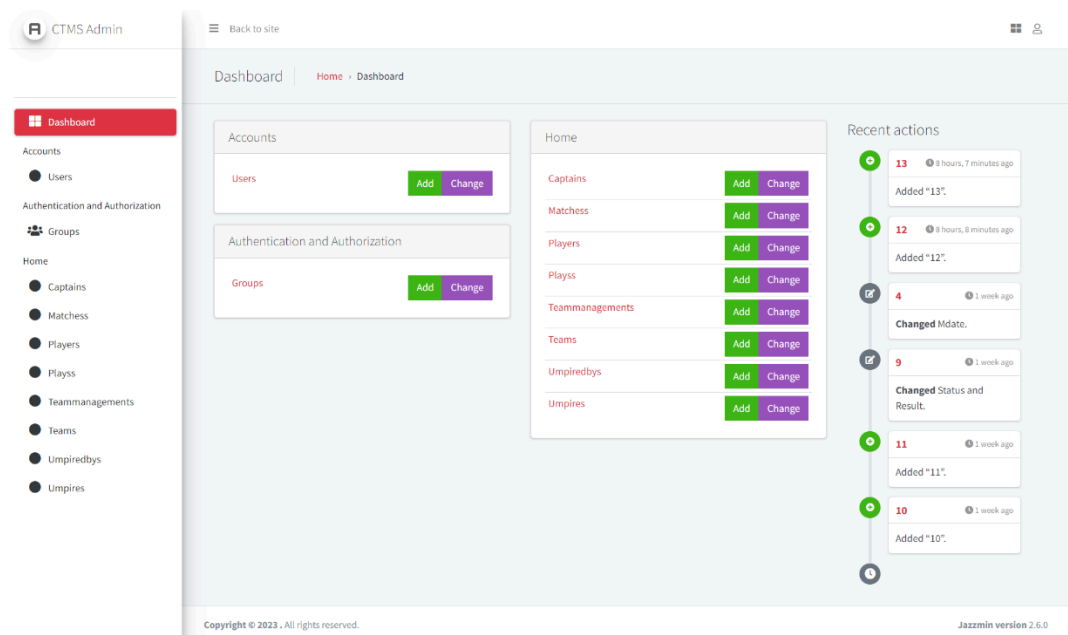 CTMS Admin
Back to site
Dashboard
Home › Dashboard
Dashboard
Accounts
Users
Authentication and Authorization
Groups
Home
Captains
Matchess
Players
Playss
Teammanagements
Teams
Umpiredbys
Umpires
Accounts
Users Add Change
Authentication and Authorization
Groups Add Change
Home
Captains Add Change
Matchess Add Change
Players Add Change
Playss Add Change
Teammanagements Add Change
Teams Add Change
Umpiredbys Add Change
Umpires Add Change
Recent actions
13 8 hours, 7 minutes ago
Added “13”.
12 8 hours, 8 minutes ago
Added “12”.
4 1 week ago
Changed Mdate.
9 1 week ago
Changed Status and
Result.
11 1 week ago
Added “11”.
10 1 week ago
Added “10”.
Copyright © 2023 . All rights reserved.
Jazzmin version 2.6.0